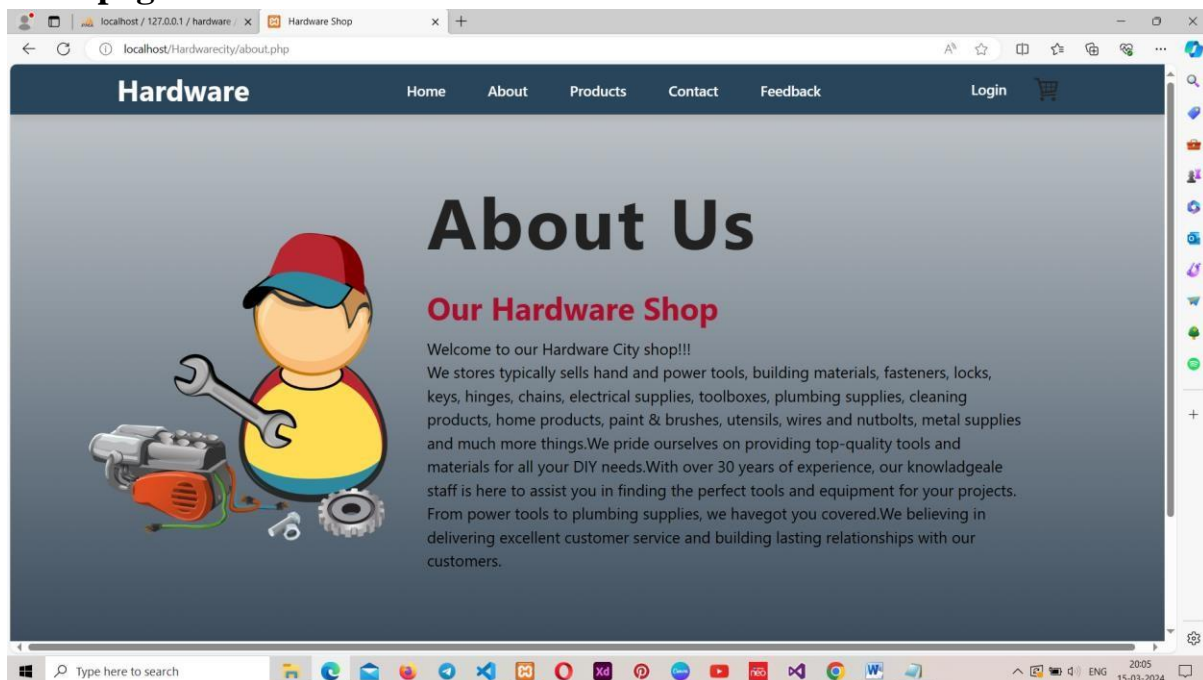 localhost / 127.0.0.1 / hardware /
Hardware Shop
localhost/Hardwarecity/about.php
Hardware
Home About Products Contact Feedback Login
About Us
Our Hardware Shop
Welcome to our Hardware City shop!!!
We stores typically sells hand and power tools, building materials, fasteners, locks,
keys, hinges, chains, electrical supplies, toolboxes, plumbing supplies, cleaning
products, home products, paint & brushes, utensils, wires and nutbolts, metal supplies
and much more things.We pride ourselves on providing top-quality tools and
materials for all your DIY needs.With over 30 years of experience, our knowladgeale
staff is here to assist you in finding the perfect tools and equipment for your projects.
From power tools to plumbing supplies, we havegot you covered.We believing in
delivering excellent customer service and building lasting relationships with our
customers.
Type here to search
ENG
20:05
15-03-2024